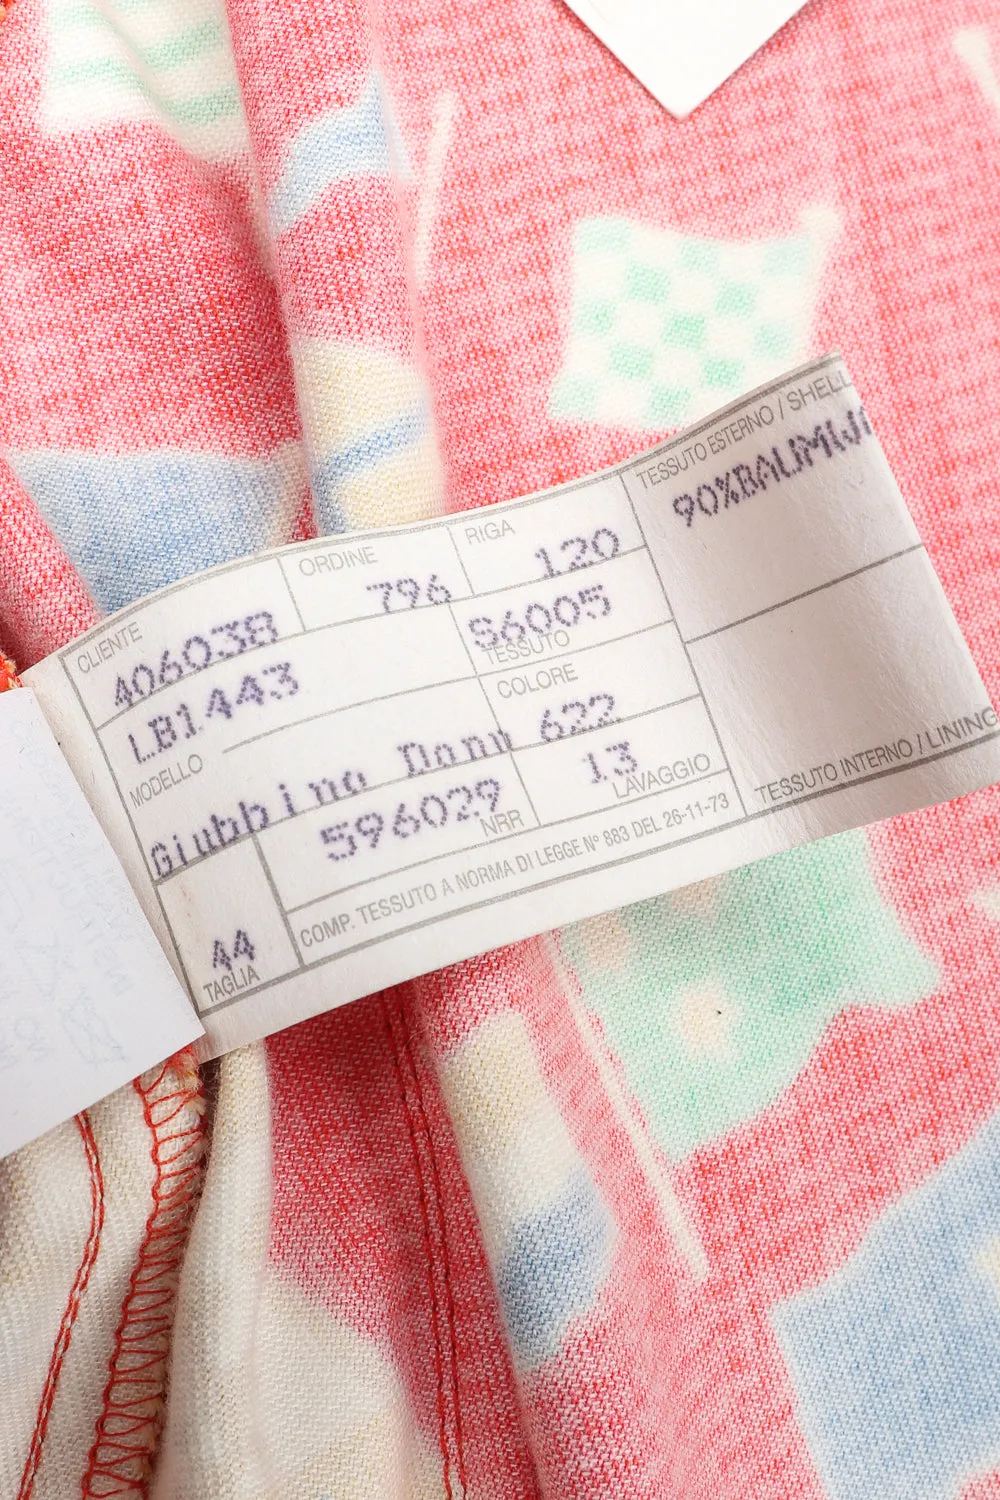 CLIENTE
406038
ORDINE
796
RIGA
120
TESSUTO ESTERNO / SHELL
90%BAUMWO
LB1443
MODELLO
S6005
TESSUTO
Giubbino Donn
COLORE
622
596029
NRR
13
LAVAGGIO
TESSUTO INTERNO / LINING
44
TAGLIA
COMP. TESSUTO A NORMA DI LEGGE N° 883 DEL 26-11-73